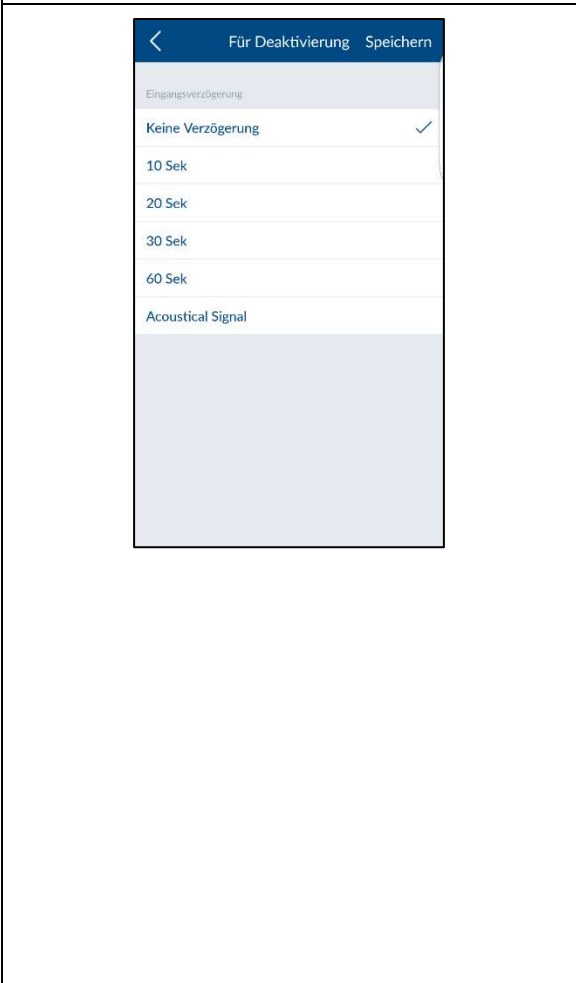 Für Deaktivierung Speichern
Eingangsverzögerung
Keine Verzögerung
10 Sek
20 Sek
30 Sek
60 Sek
Acoustical Signal